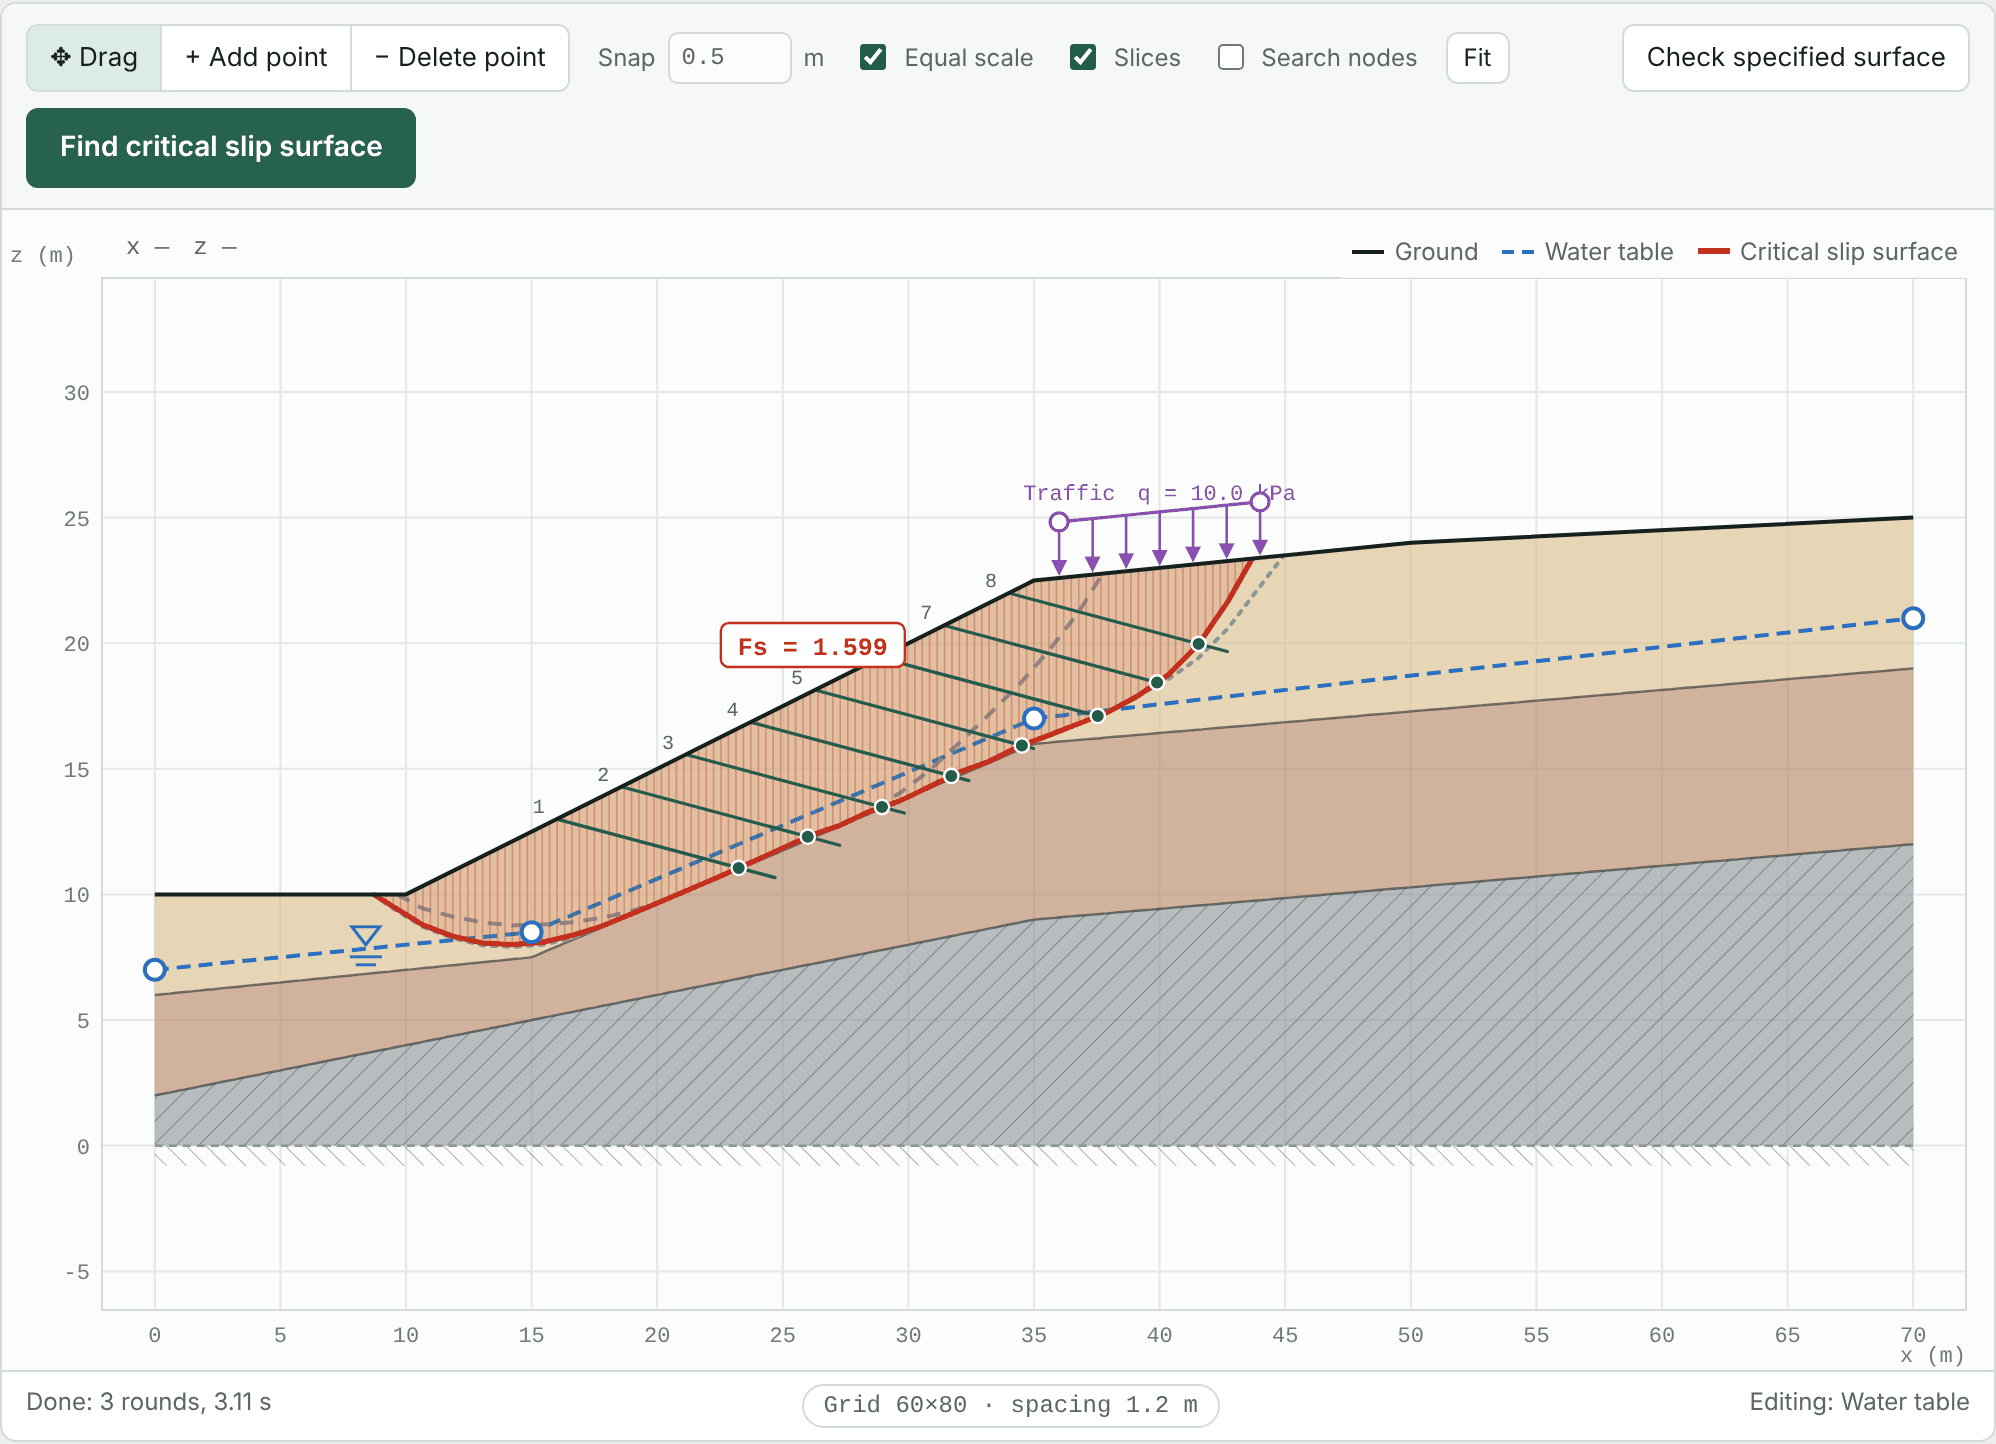 Drag
+ Add point
− Delete point
Snap 0.5 m
Equal scale
Slices
Search nodes
Fit
Check specified surface
Find critical slip surface
z (m)
x — z —
Ground
Water table
Critical slip surface
30
25
20
15
10
5
0
-5
Traffic q = 10.0 kPa
8
7
Fs = 1.599
5
4
3
2
1
0 5 10 15 20 25 30 35 40 45 50 55 60 65 70
x (m)
Done: 3 rounds, 3.11 s
Grid 60×80 · spacing 1.2 m
Editing: Water table